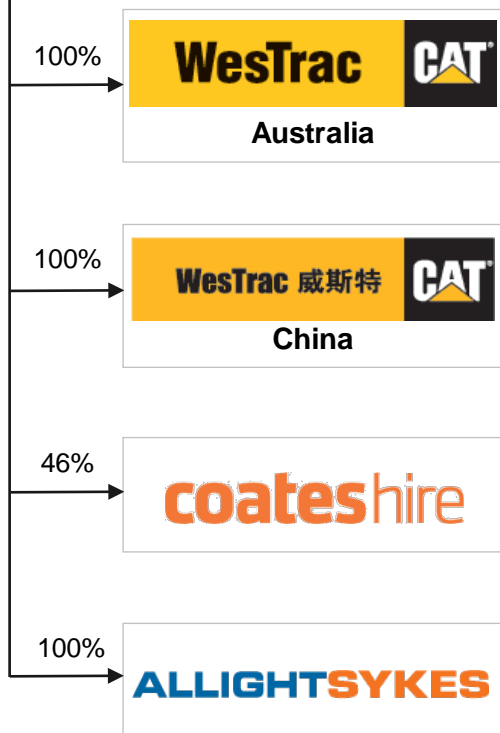 100%
WesTrac CAT
Australia
100%
WesTrac 威斯特 CAT
China
46%
coateshire
100%
ALLIGHTSYKES